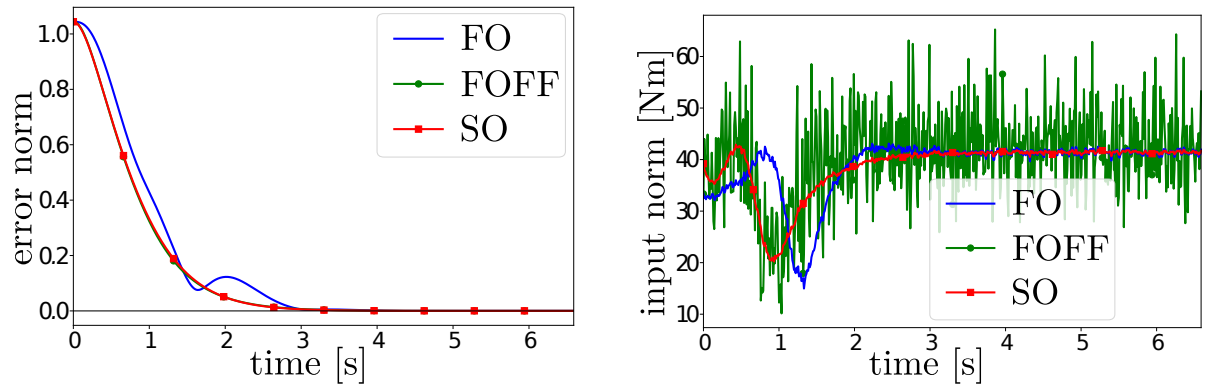 error norm
1.0
0.8
0.6
0.4
0.2
0.0
FO
FOFF
SO
0 1 2 3 4 5 6
time [s]
input norm [Nm]
60
50
40
30
20
10
FO
FOFF
SO
0 1 2 3 4 5 6
time [s]